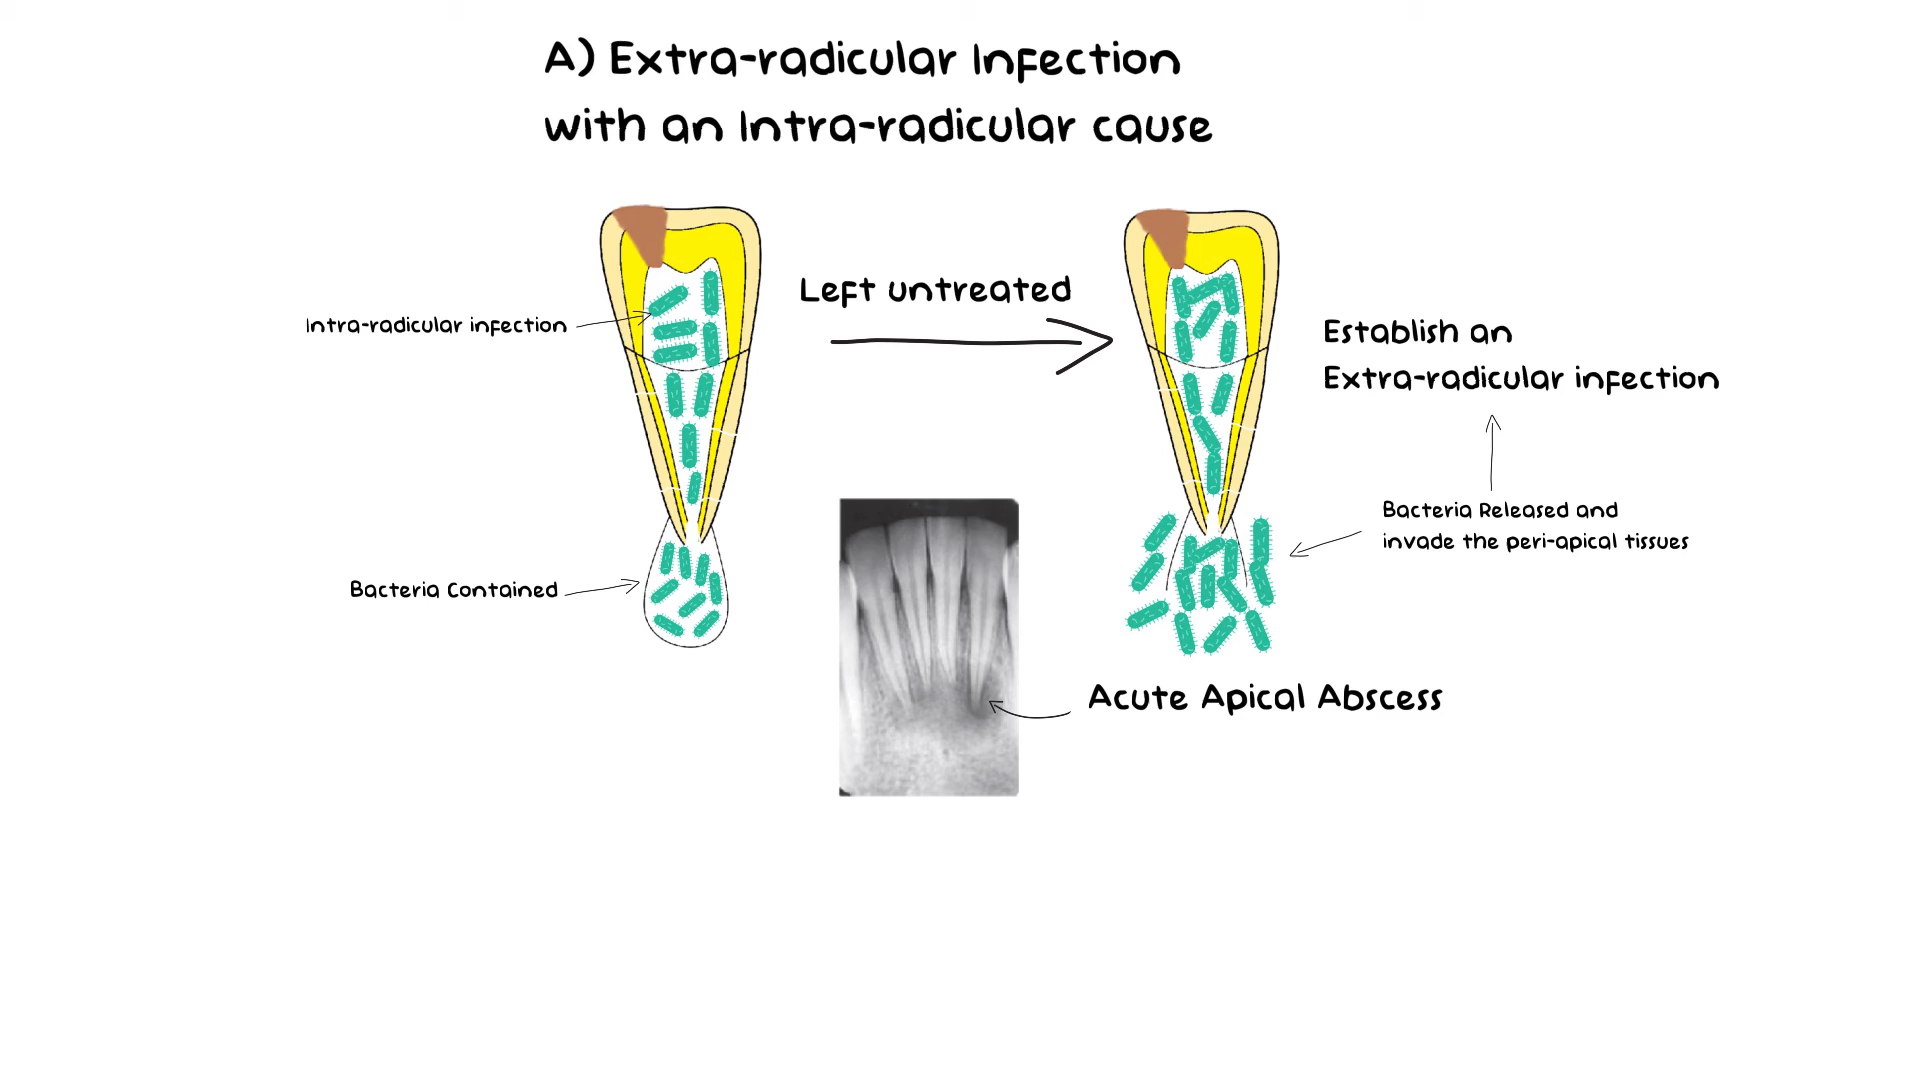 A) Extra-radicular Infection
with an Intra-radicular cause
Left untreated
Intra-radicular infection
Establish an
Extra-radicular infection
Bacteria Released and
invade the peri-apical tissues
Bacteria Contained
Acute Apical Abscess